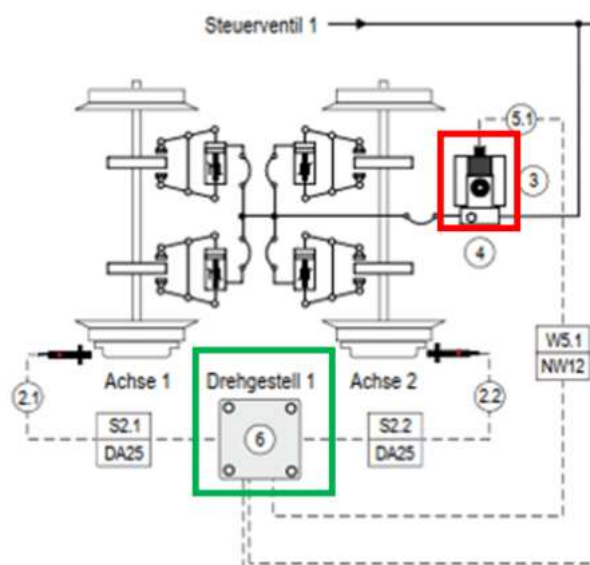 Steuerventil 1
5.1
3
4
W5.1
NW12
Achse 1
Drehgestell 1
Achse 2
2.1
S2.1
DA25
6
S2.2
DA25
2.2